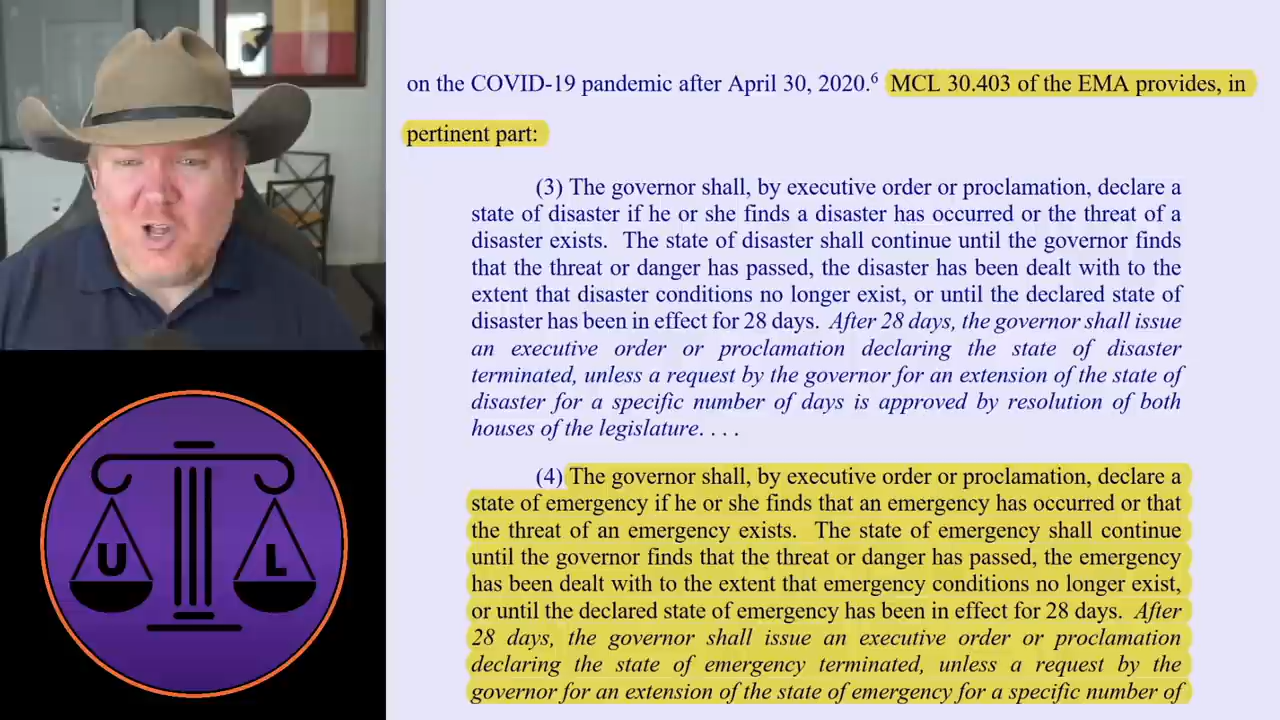 on the COVID-19 pandemic after April 30, 2020.⁶ MCL 30.403 of the EMA provides, in
pertinent part:
(3) The governor shall, by executive order or proclamation, declare a
state of disaster if he or she finds a disaster has occurred or the threat of a
disaster exists. The state of disaster shall continue until the governor finds
that the threat or danger has passed, the disaster has been dealt with to the
extent that disaster conditions no longer exist, or until the declared state of
disaster has been in effect for 28 days. After 28 days, the governor shall issue
an executive order or proclamation declaring the state of disaster
terminated, unless a request by the governor for an extension of the state of
disaster for a specific number of days is approved by resolution of both
houses of the legislature. . . .
(4) The governor shall, by executive order or proclamation, declare a
state of emergency if he or she finds that an emergency has occurred or that
the threat of an emergency exists. The state of emergency shall continue
until the governor finds that the threat or danger has passed, the emergency
has been dealt with to the extent that emergency conditions no longer exist,
or until the declared state of emergency has been in effect for 28 days. After
28 days, the governor shall issue an executive order or proclamation
declaring the state of emergency terminated, unless a request by the
governor for an extension of the state of emergency for a specific number of
U L